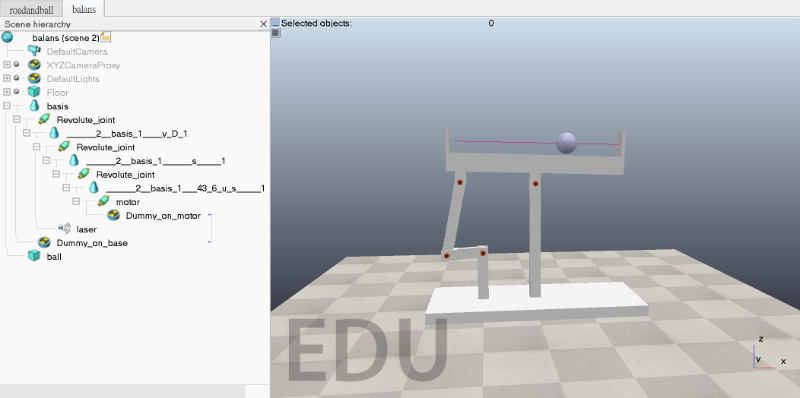 roadandball
balans
Scene hierarchy
Selected objects:
0
balans (scene 2)
DefaultCamera
XYZCameraProxy
DefaultLights
Floor
basis
Revolute_joint
______2__basis_1____v_D_1
Revolute_joint
______2__basis_1______s_____1
Revolute_joint
______2__basis_1___43_6_u_s_____1
motor
Dummy_on_motor
laser
Dummy_on_base
ball
EDU
z
y
x